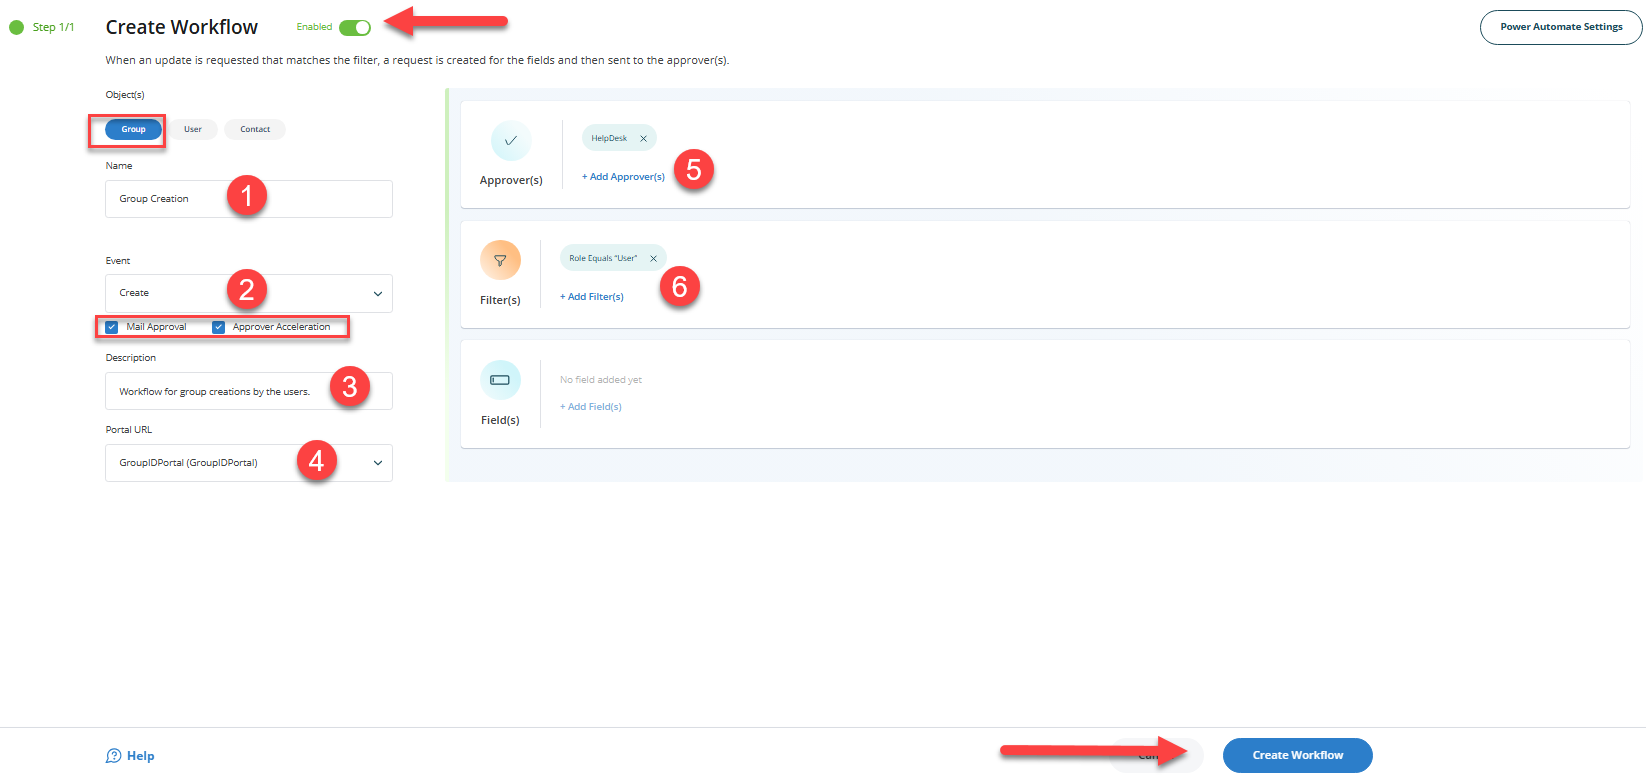 Step 1/1
Create Workflow
Enabled
Power Automate Settings
When an update is requested that matches the filter, a request is created for the fields and then sent to the approver(s).
Object(s)
Group
User
Contact
Name
Group Creation
1
Event
Create
2
Mail Approval
Approver Acceleration
Description
Workflow for group creations by the users.
3
Portal URL
GroupIDPortal (GroupIDPortal)
4
Approver(s)
HelpDesk
+ Add Approver(s)
5
Filter(s)
Role Equals "User"
+ Add Filter(s)
6
Field(s)
No field added yet
+ Add Field(s)
Help
Create Workflow